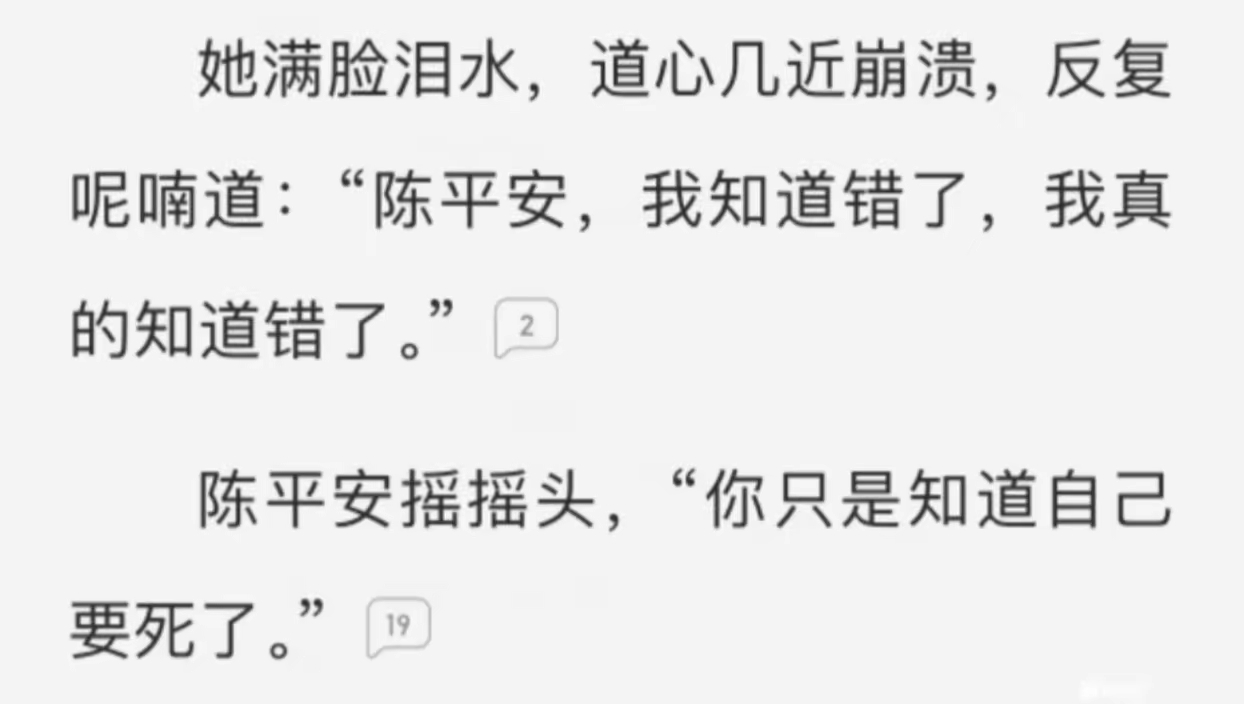 她满脸泪水，道心几近崩溃，反复
呢喃道：“陈平安，我知道错了，我真
的知道错了。” 2
陈平安摇摇头，“你只是知道自己
要死了。” 19